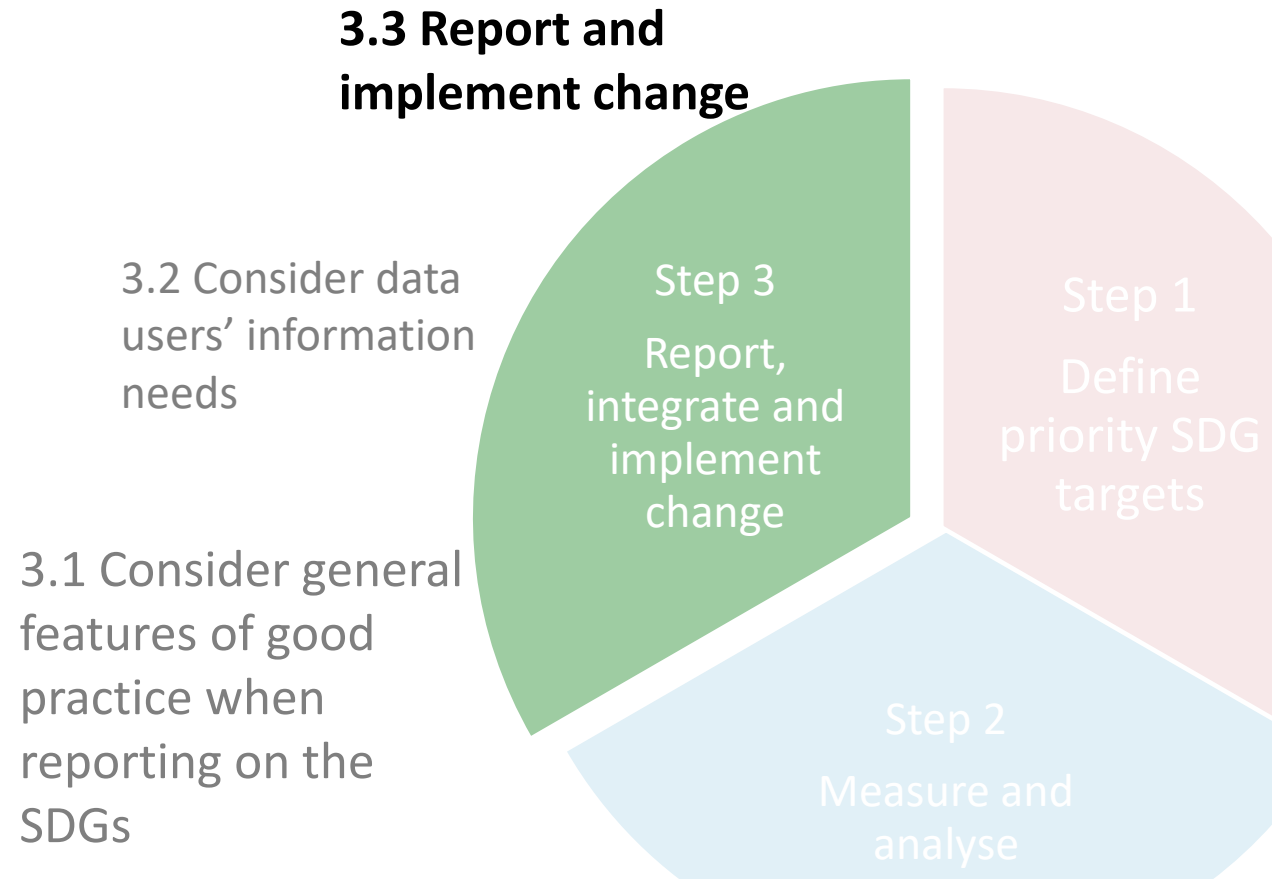 3.3 Report and
implement change
3.2 Consider data
users’ information
needs
3.1 Consider general
features of good
practice when
reporting on the
SDGs
Step 3
Report,
integrate and
implement
change
Step 1
Define
priority SDG
targets
Step 2
Measure and
analyse